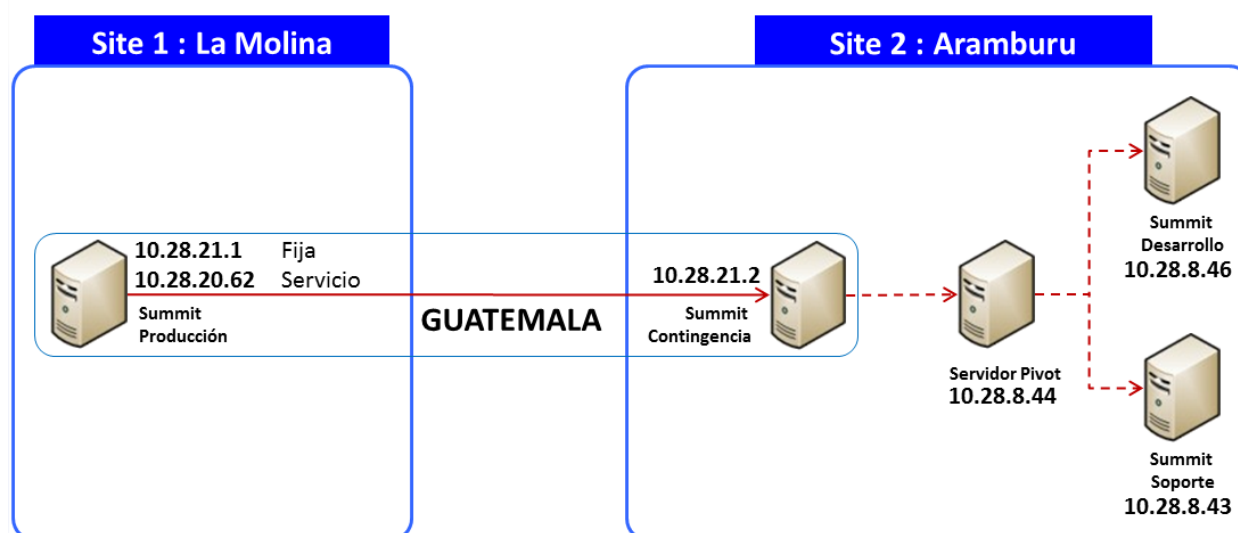 Site 1 : La Molina
Site 2 : Aramburu
10.28.21.1 Fija
10.28.20.62 Servicio
Summit
Producción
GUATEMALA
10.28.21.2
Summit
Contingencia
Servidor Pivot
10.28.8.44
Summit
Desarrollo
10.28.8.46
Summit
Soporte
10.28.8.43